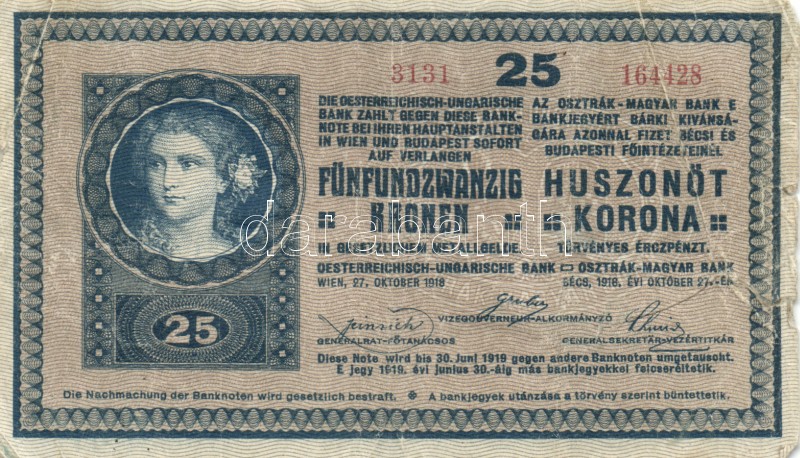 3131 25 164428
DIE OESTERREICHISCH-UNGARISCHE
BANK ZAHLT GEGEN DIESE BANK-
NOTE BEI IHREN HAUPTANSTALTEN
IN WIEN UND BUDAPEST SOFORT
AUF VERLANGEN
FÜNFUNDZWANZIG
KRONEN
IN GESETZLICHEM METALLGELDE.
AZ OSZTRÁK-MAGYAR BANK E
BANKJEGYÉRT BÁRKI KIVÁNSÁ-
GÁRA AZONNAL FIZET BÉCSI ÉS
BUDAPESTI FŐINTÉZETEINÉL
HUSZONÖT
KORONA
TÖRVÉNYES ÉRCZPÉNZT.
darabanth
OESTERREICHISCH-UNGARISCHE BANK
OSZTRÁK-MAGYAR BANK
WIEN, 27. OKTOBER 1918
BÉCS, 1918. ÉVI OKTÓBER 27.-ÉN
25
VIZEGOUVERNEUR-ALKORMÁNYZÓ
GENERALRAT-FŐTANÁCSOS
GENERALSEKRETÄR-VEZÉRTITKÁR
Diese Note wird bis 30. Juni 1919 gegen andere Banknoten umgetauscht.
E jegy 1919. évi junius 30.-áig más bankjegyekkel felcseréltetik.
Die Nachmachung der Banknoten wird gesetzlich bestraft. ※ A bankjegyek utánzása a törvény szerint büntettetik.